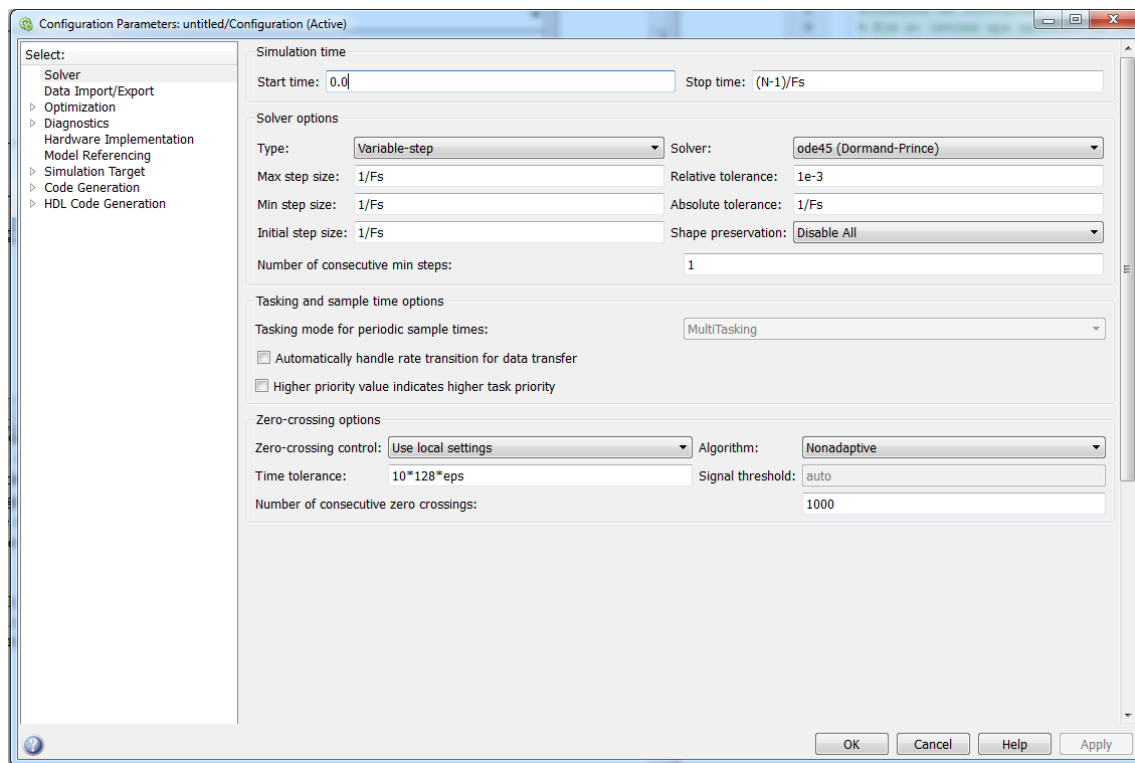 Configuration Parameters: untitled/Configuration (Active)
Select:
Solver
Data Import/Export
Optimization
Diagnostics
Hardware Implementation
Model Referencing
Simulation Target
Code Generation
HDL Code Generation
Simulation time
Start time: 0.0 Stop time: (N-1)/Fs
Solver options
Type: Variable-step Solver: ode45 (Dormand-Prince)
Max step size: 1/Fs Relative tolerance: 1e-3
Min step size: 1/Fs Absolute tolerance: 1/Fs
Initial step size: 1/Fs Shape preservation: Disable All
Number of consecutive min steps: 1
Tasking and sample time options
Tasking mode for periodic sample times: MultiTasking
Automatically handle rate transition for data transfer
Higher priority value indicates higher task priority
Zero-crossing options
Zero-crossing control: Use local settings Algorithm: Nonadaptive
Time tolerance: 10*128*eps Signal threshold: auto
Number of consecutive zero crossings: 1000
OK Cancel Help Apply